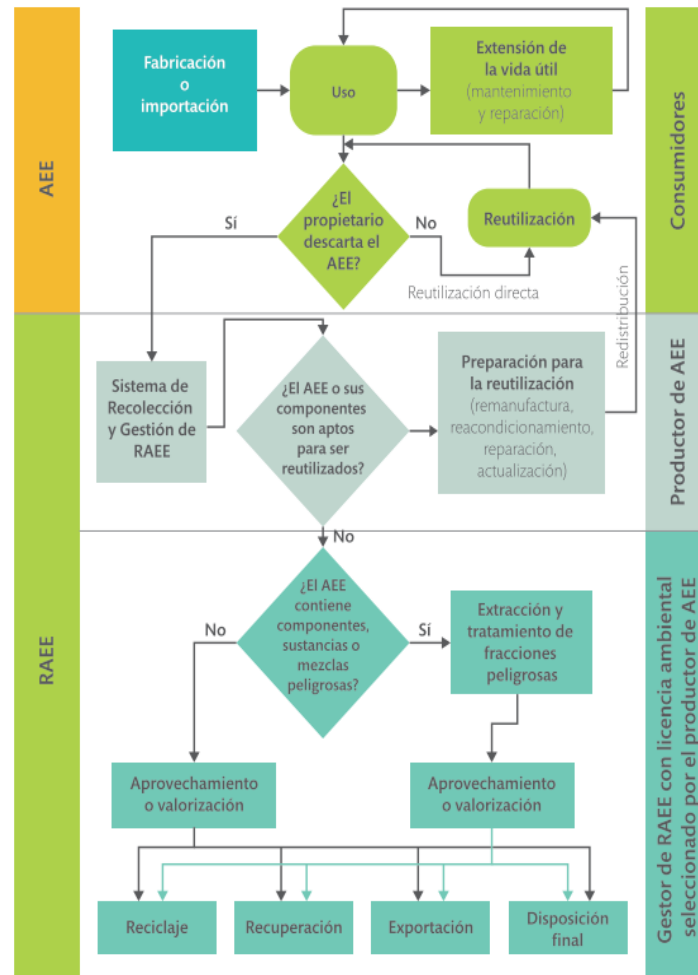 AEE
Fabricación
o
importación
Uso
Extensión de
la vida útil
(mantenimiento
y reparación)
Consumidores
¿El
propietario
descarta el
AEE?
Sí
No
Reutilización
Reutilización directa
Redistribución
RAEE
Sistema de
Recolección
y Gestión de
RAEE
¿El AEE o sus
componentes
son aptos
para ser
reutilizados?
Preparación para
la reutilización
(remanufactura,
reacondicionamiento,
reparación,
actualización)
Productor de AEE
No
¿El AEE
contiene
componentes,
sustancias o
mezclas
peligrosas?
No
Sí
Extracción y
tratamiento de
fracciones
peligrosas
Aprovechamiento
o valorización
Aprovechamiento
o valorización
Reciclaje
Recuperación
Exportación
Disposición
final
Gestor de RAEE con licencia ambiental
seleccionado por el productor de AEE